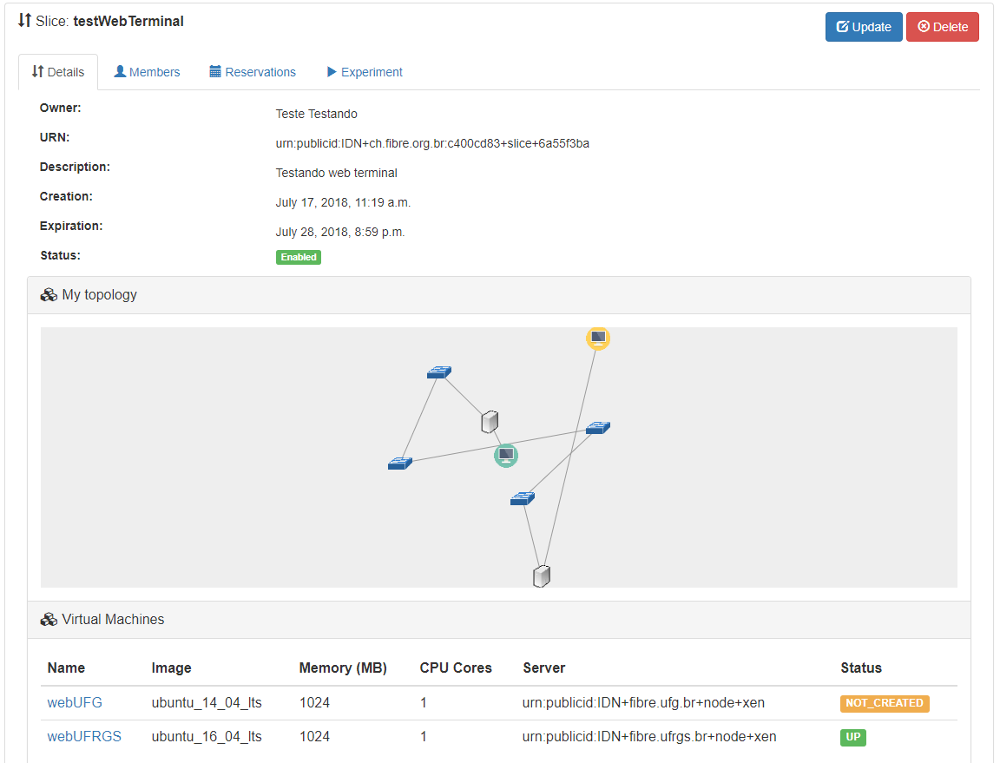 Slice: testWebTerminal
Update Delete
Details Members Reservations Experiment
Owner: Teste Testando
URN: urn:publicid:IDN+ch.fibre.org.br:c400cd83+slice+6a55f3ba
Description: Testando web terminal
Creation: July 17, 2018, 11:19 a.m.
Expiration: July 28, 2018, 8:59 p.m.
Status: Enabled
My topology
Virtual Machines
Name Image Memory (MB) CPU Cores Server Status
webUFG ubuntu_14_04_lts 1024 1 urn:publicid:IDN+fibre.ufg.br+node+xen NOT_CREATED
webUFRGS ubuntu_16_04_lts 1024 1 urn:publicid:IDN+fibre.ufrgs.br+node+xen UP